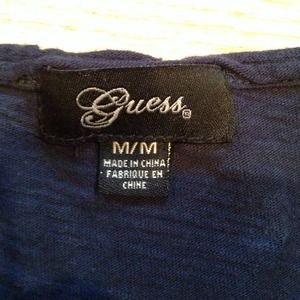 Guess®
M/M
MADE IN CHINA
FABRIQUE EN
CHINE